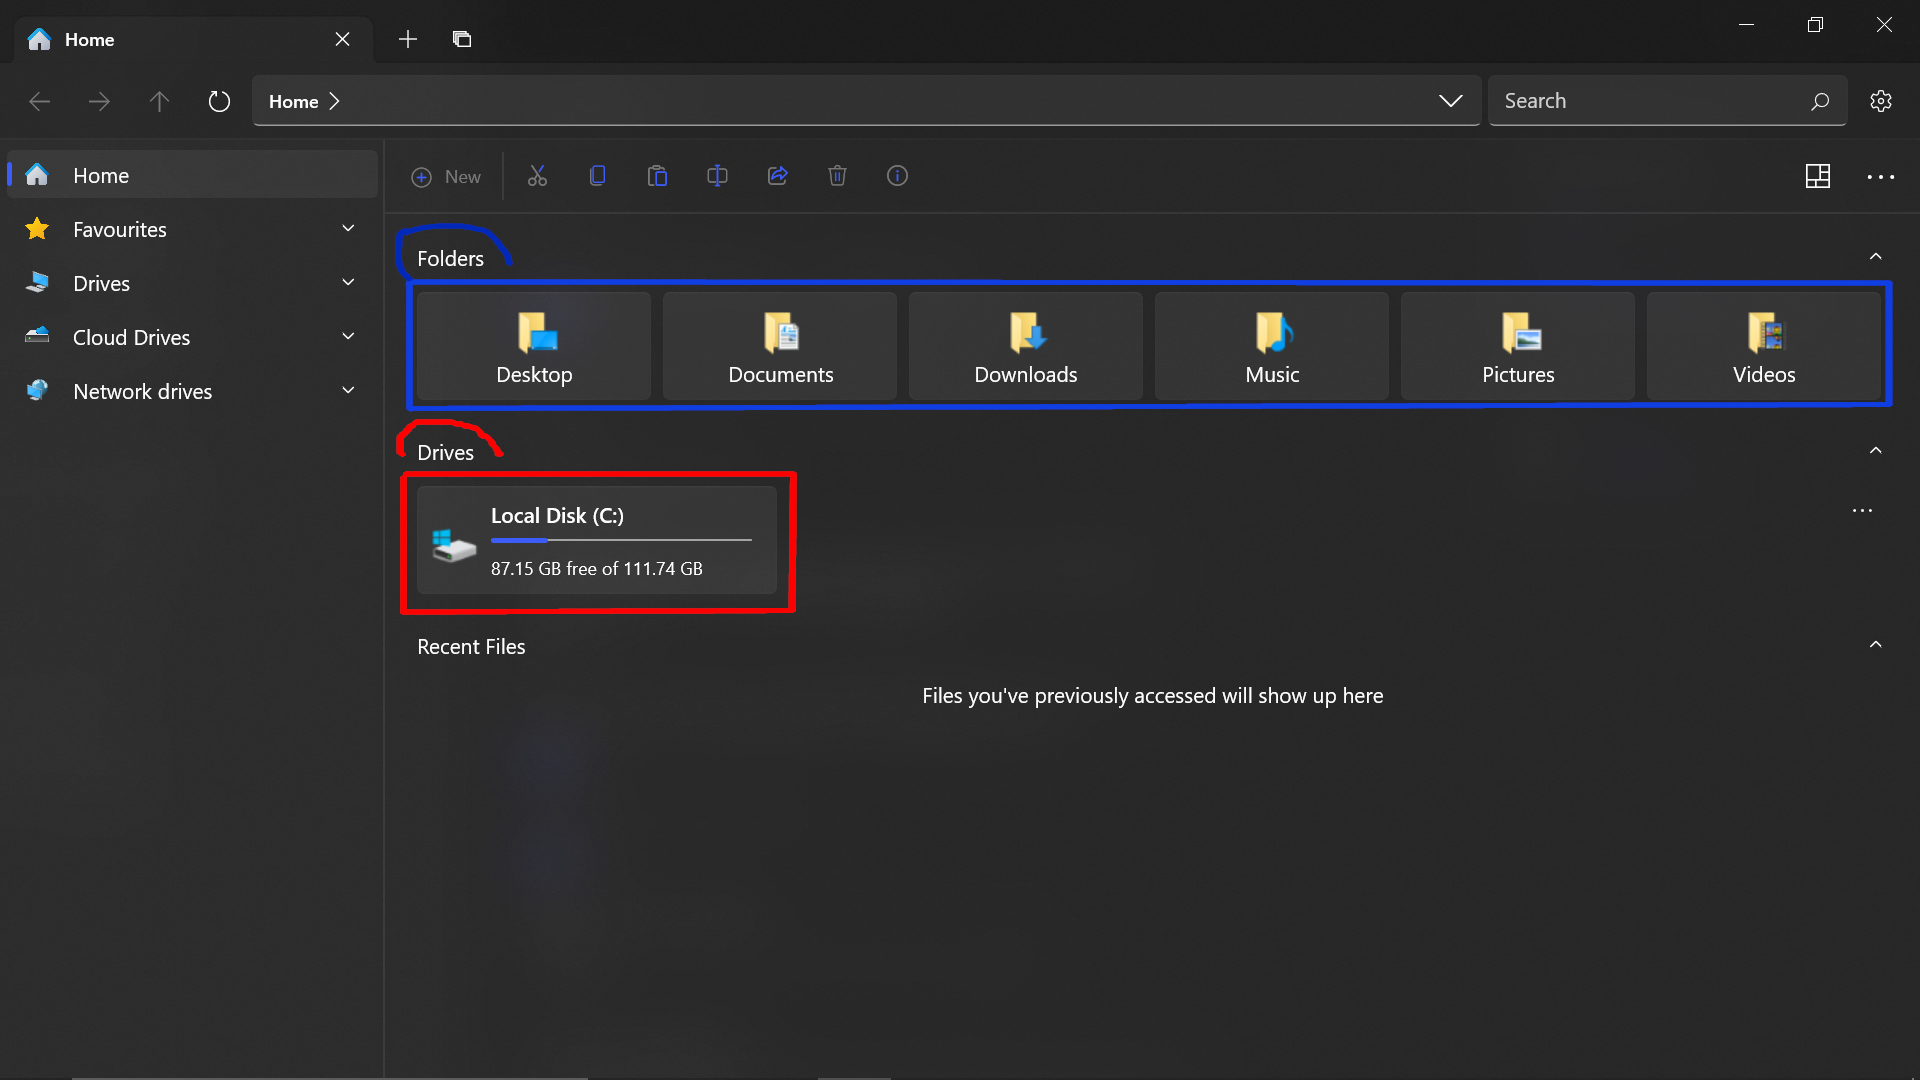 Home
Home
Search
Home
Favourites
Drives
Cloud Drives
Network drives
New
Folders
Desktop
Documents
Downloads
Music
Pictures
Videos
Drives
Local Disk (C:)
87.15 GB free of 111.74 GB
Recent Files
Files you've previously accessed will show up here